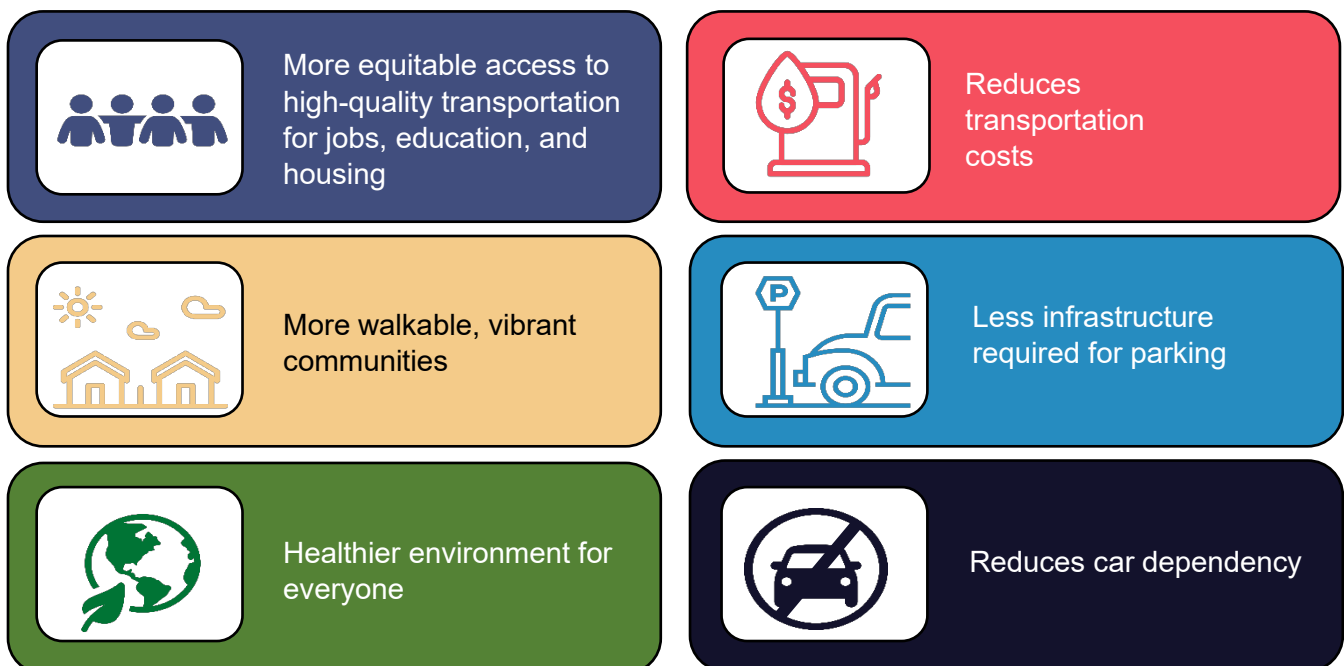 More equitable access to
high-quality transportation
for jobs, education, and
housing
$
Reduces
transportation
costs
More walkable, vibrant
communities
P
Less infrastructure
required for parking
Healthier environment for
everyone
Reduces car dependency